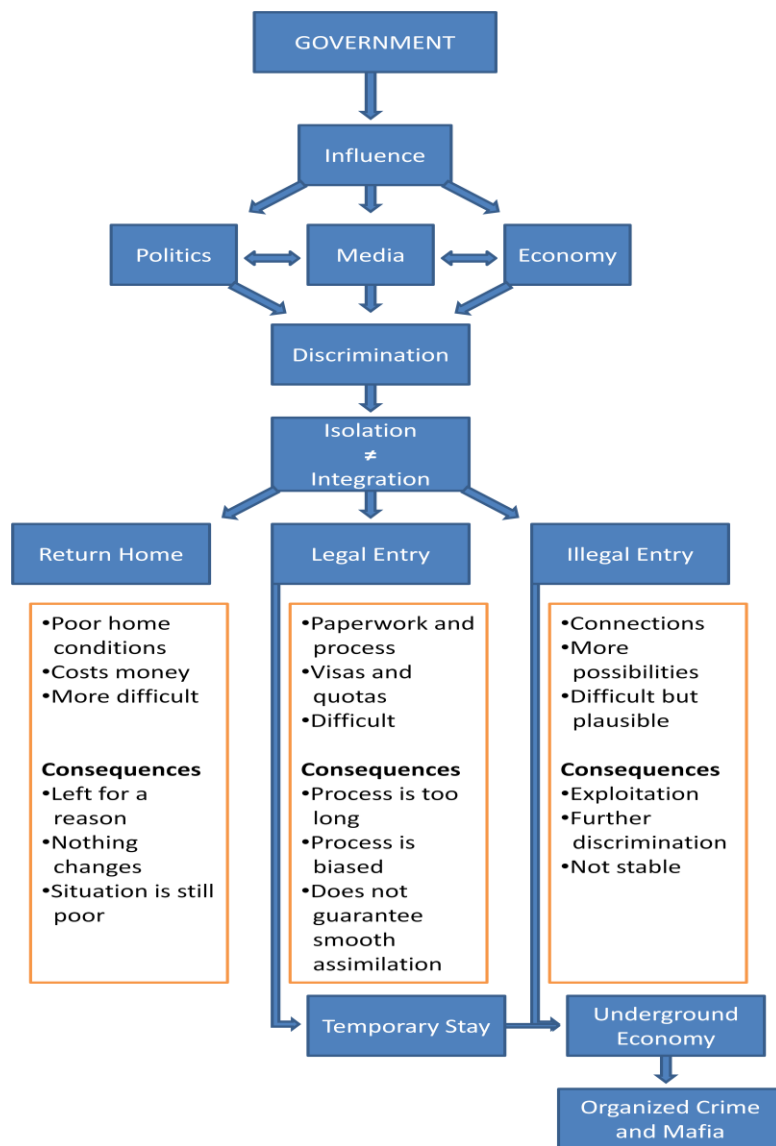 GOVERNMENT
Influence
Politics
Media
Economy
Discrimination
Isolation
≠
Integration
Return Home
Legal Entry
Illegal Entry
•Poor home
conditions
•Costs money
•More difficult
Consequences
•Left for a
reason
•Nothing
changes
•Situation is still
poor
•Paperwork and
process
•Visas and
quotas
•Difficult
Consequences
•Process is too
long
•Process is
biased
•Does not
guarantee
smooth
assimilation
•Connections
•More
possibilities
•Difficult but
plausible
Consequences
•Exploitation
•Further
discrimination
•Not stable
Temporary Stay
Underground
Economy
Organized Crime
and Mafia